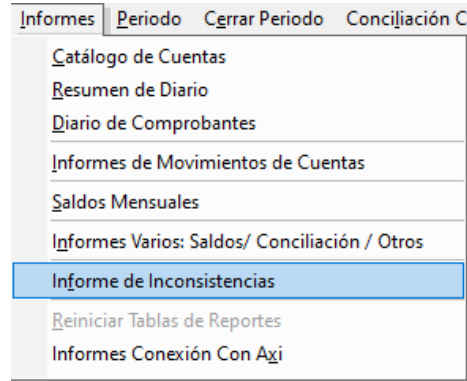 Informes Periodo Cerrar Periodo Conciliación C
Catálogo de Cuentas
Resumen de Diario
Diario de Comprobantes
Informes de Movimientos de Cuentas
Saldos Mensuales
Informes Varios: Saldos/ Conciliación / Otros
Informe de Inconsistencias
Reiniciar Tablas de Reportes
Informes Conexión Con Axi